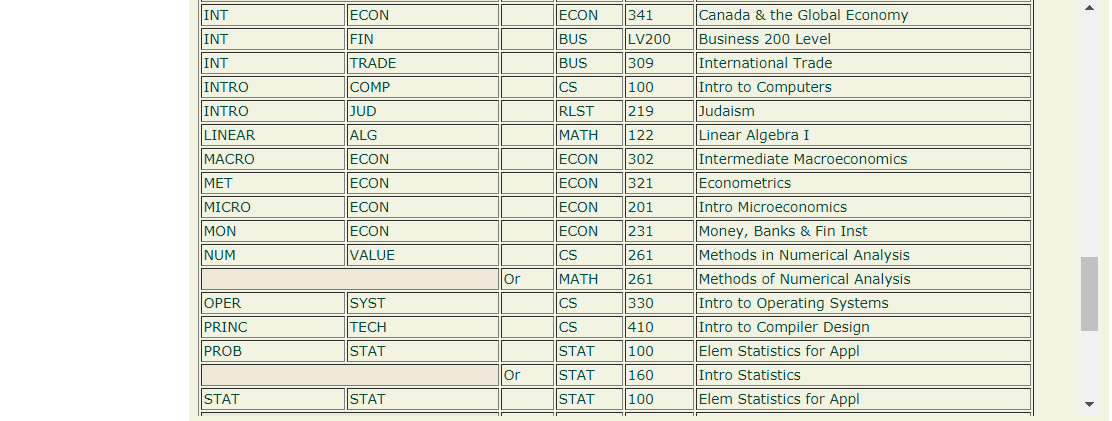 INT ECON ECON 341 Canada & the Global Economy
INT FIN BUS LV200 Business 200 Level
INT TRADE BUS 309 International Trade
INTRO COMP CS 100 Intro to Computers
INTRO JUD RLST 219 Judaism
LINEAR ALG MATH 122 Linear Algebra I
MACRO ECON ECON 302 Intermediate Macroeconomics
MET ECON ECON 321 Econometrics
MICRO ECON ECON 201 Intro Microeconomics
MON ECON ECON 231 Money, Banks & Fin Inst
NUM VALUE CS 261 Methods in Numerical Analysis
Or MATH 261 Methods of Numerical Analysis
OPER SYST CS 330 Intro to Operating Systems
PRINC TECH CS 410 Intro to Compiler Design
PROB STAT STAT 100 Elem Statistics for Appl
Or STAT 160 Intro Statistics
STAT STAT STAT 100 Elem Statistics for Appl